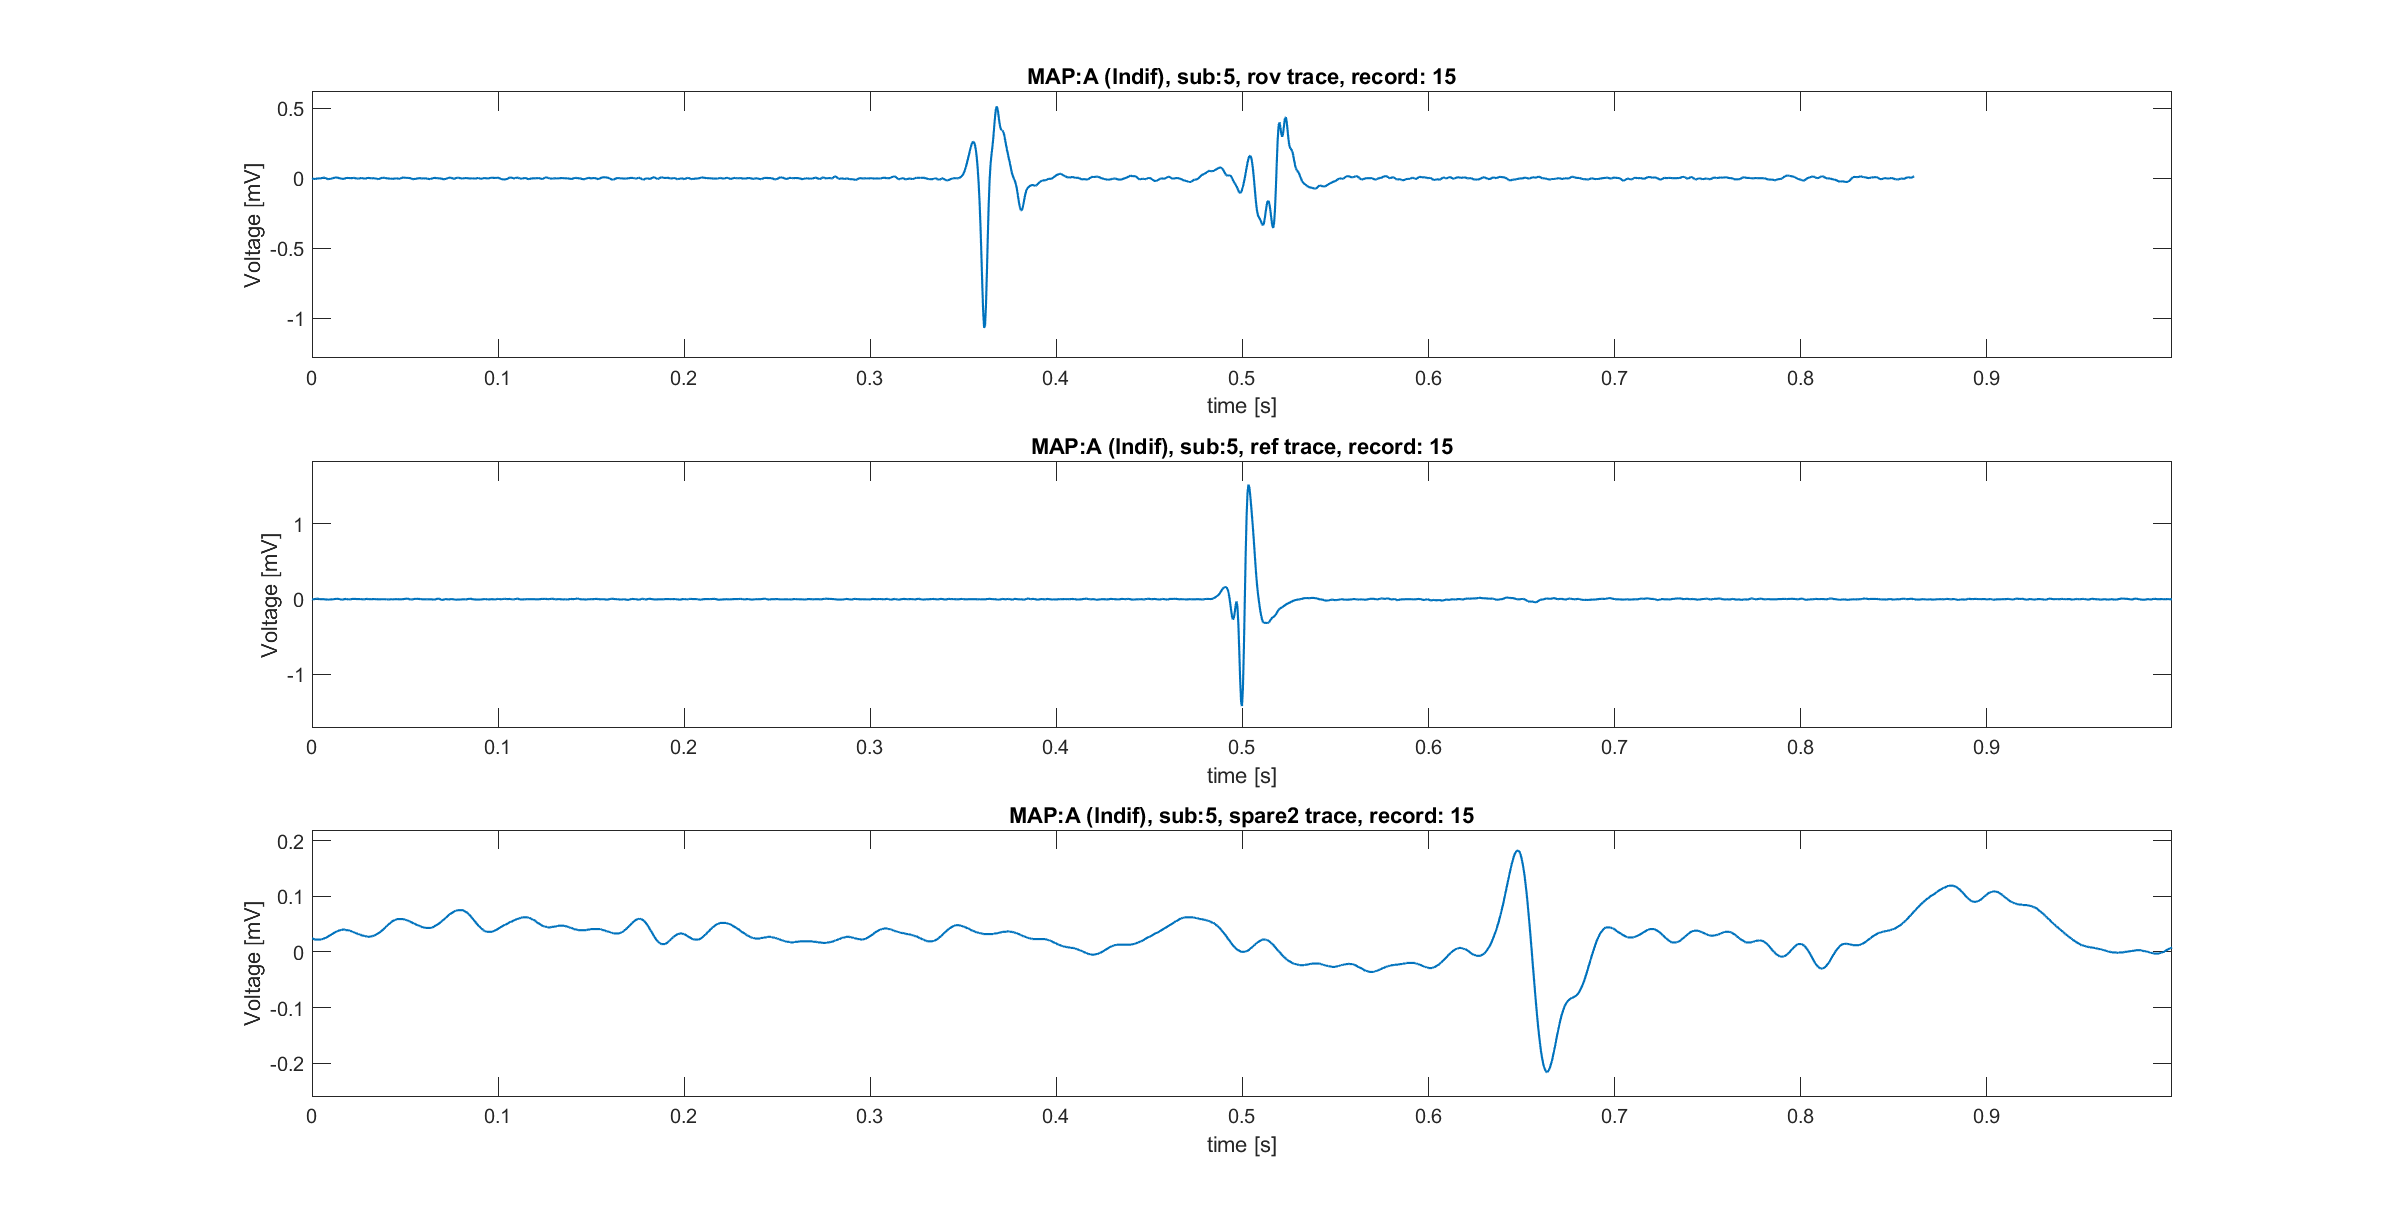 MAP:A (Indif), sub:5, rov trace, record: 15
0.5
0
-0.5
-1
Voltage [mV]
0 0.1 0.2 0.3 0.4 0.5 0.6 0.7 0.8 0.9
time [s]
MAP:A (Indif), sub:5, ref trace, record: 15
1
0
-1
Voltage [mV]
0 0.1 0.2 0.3 0.4 0.5 0.6 0.7 0.8 0.9
time [s]
MAP:A (Indif), sub:5, spare2 trace, record: 15
0.2
0.1
0
-0.1
-0.2
Voltage [mV]
0 0.1 0.2 0.3 0.4 0.5 0.6 0.7 0.8 0.9
time [s]